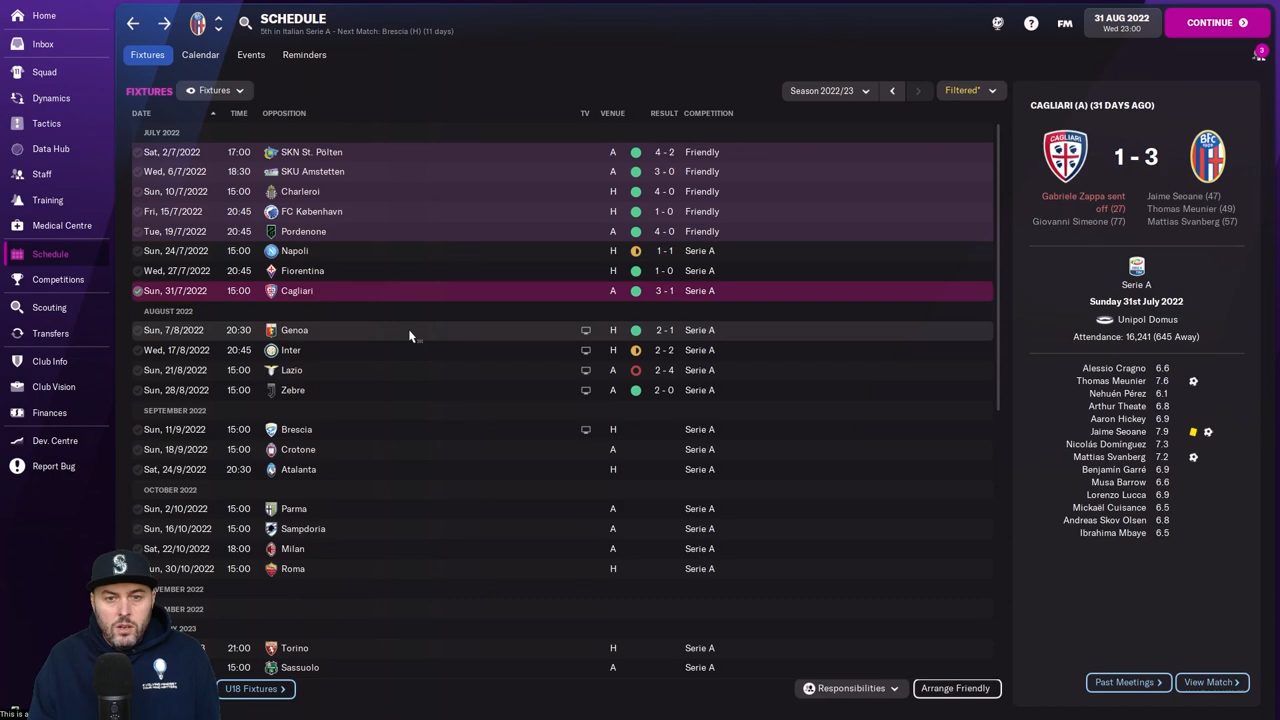 Home
Inbox
Squad
Dynamics
Tactics
Data Hub
Staff
Training
Medical Centre
Schedule
Competitions
Scouting
Transfers
Club Info
Club Vision
Finances
Dev. Centre
Report Bug
SCHEDULE
5th in Italian Serie A - Next Match: Brescia (H) (11 days)
FM
31 AUG 2022
Wed 23:00
CONTINUE
3
Fixtures Calendar Events Reminders
FIXTURES Fixtures Season 2022/23 Filtered*
DATE TIME OPPOSITION TV VENUE RESULT COMPETITION
JULY 2022
Sat, 2/7/2022 17:00 SKN St. Pölten A 4 - 2 Friendly
Wed, 6/7/2022 18:30 SKU Amstetten A 3 - 0 Friendly
Sun, 10/7/2022 15:00 Charleroi H 4 - 0 Friendly
Fri, 15/7/2022 20:45 FC København H 1 - 0 Friendly
Tue, 19/7/2022 20:45 Pordenone A 4 - 0 Friendly
Sun, 24/7/2022 15:00 Napoli H 1 - 1 Serie A
Wed, 27/7/2022 20:45 Fiorentina H 1 - 0 Serie A
Sun, 31/7/2022 15:00 Cagliari A 3 - 1 Serie A
AUGUST 2022
Sun, 7/8/2022 20:30 Genoa H 2 - 1 Serie A
Wed, 17/8/2022 20:45 Inter H 2 - 2 Serie A
Sun, 21/8/2022 15:00 Lazio A 2 - 4 Serie A
Sun, 28/8/2022 15:00 Zebre A 2 - 0 Serie A
SEPTEMBER 2022
Sun, 11/9/2022 15:00 Brescia H Serie A
Sun, 18/9/2022 15:00 Crotone A Serie A
Sat, 24/9/2022 20:30 Atalanta H Serie A
OCTOBER 2022
Sun, 2/10/2022 15:00 Parma A Serie A
Sun, 16/10/2022 15:00 Sampdoria A Serie A
Sat, 22/10/2022 18:00 Milan A Serie A
Sun, 30/10/2022 15:00 Roma H Serie A
2022
2022
2023
21:00 Torino H Serie A
15:00 Sassuolo A Serie A
U18 Fixtures >
Responsibilities
Arrange Friendly
This is a
CAGLIARI (A) (31 DAYS AGO)
1 - 3
Gabriele Zappa sent
off (27)
Giovanni Simeone (77)
Jaime Seoane (47)
Thomas Meunier (49)
Mattias Svanberg (57)
Serie A
Sunday 31st July 2022
Unipol Domus
Attendance: 16,241 (645 Away)
Alessio Cragno 6.6
Thomas Meunier 7.6
Nehuén Pérez 6.1
Arthur Theate 6.8
Aaron Hickey 6.9
Jaime Seoane 7.9
Nicolás Domínguez 7.3
Mattias Svanberg 7.2
Benjamín Garré 6.9
Musa Barrow 6.6
Lorenzo Lucca 6.9
Mickaël Cuisance 6.5
Andreas Skov Olsen 6.8
Ibrahima Mbaye 6.5
Past Meetings >
View Match >